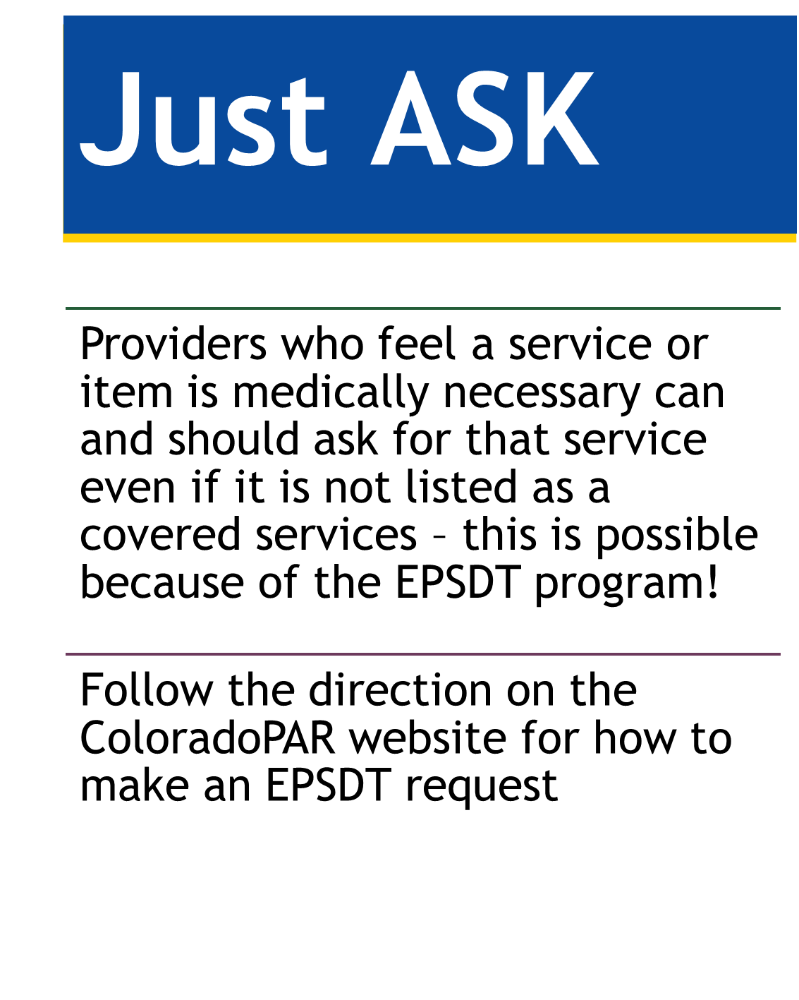 Just ASK
Providers who feel a service or
item is medically necessary can
and should ask for that service
even if it is not listed as a
covered services – this is possible
because of the EPSDT program!
Follow the direction on the
ColoradoPAR website for how to
make an EPSDT request